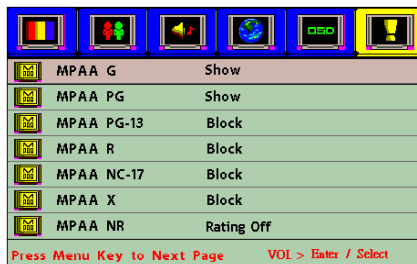 OSD
MPAA G Show
MPAA PG Show
MPAA PG-13 Block
MPAA R Block
MPAA NC-17 Block
MPAA X Block
MPAA NR Rating Off
Press Menu Key to Next Page VOL > Enter / Select